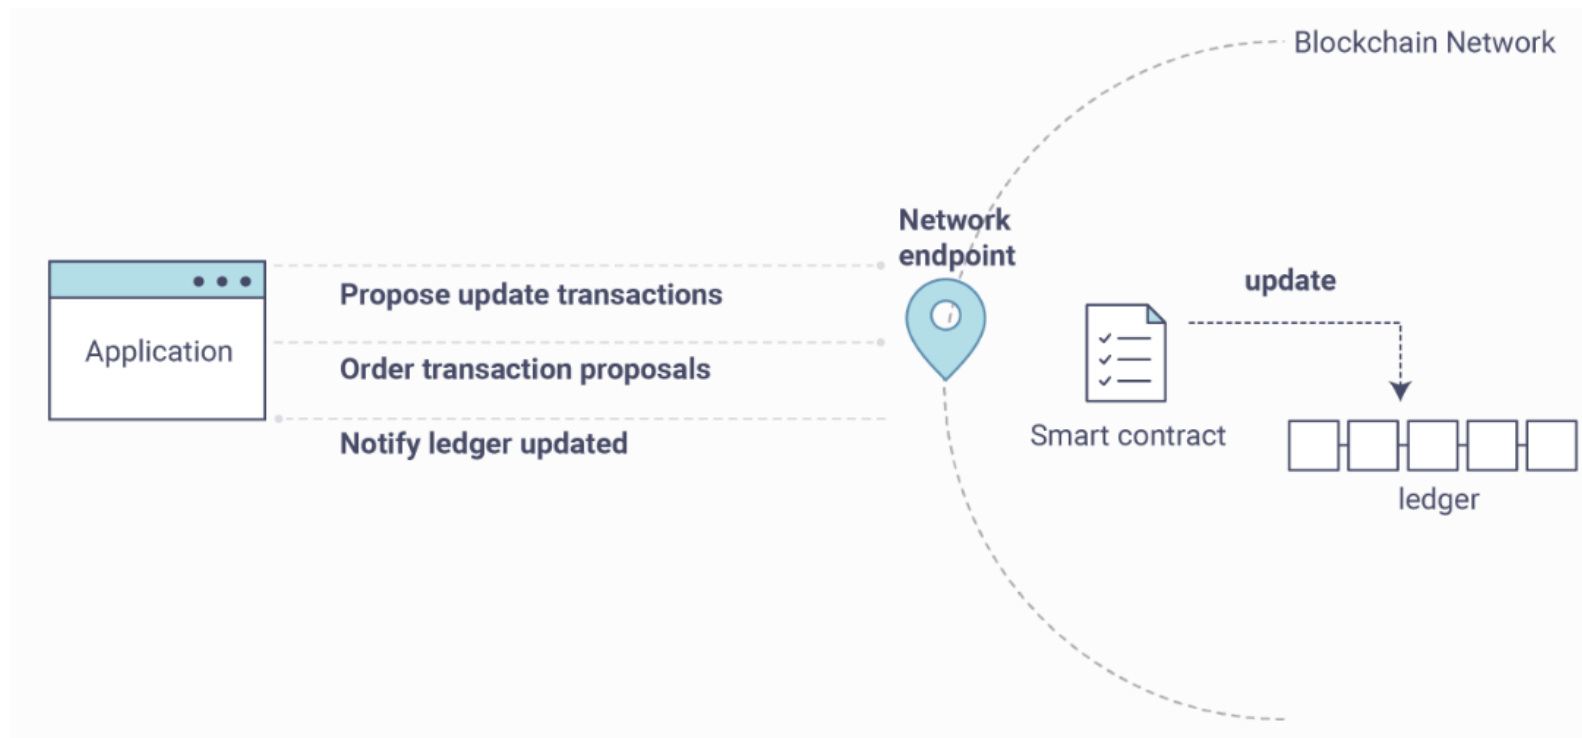 Blockchain Network
Network
endpoint
Propose update transactions
update
Application
Order transaction proposals
Smart contract
Notify ledger updated
ledger